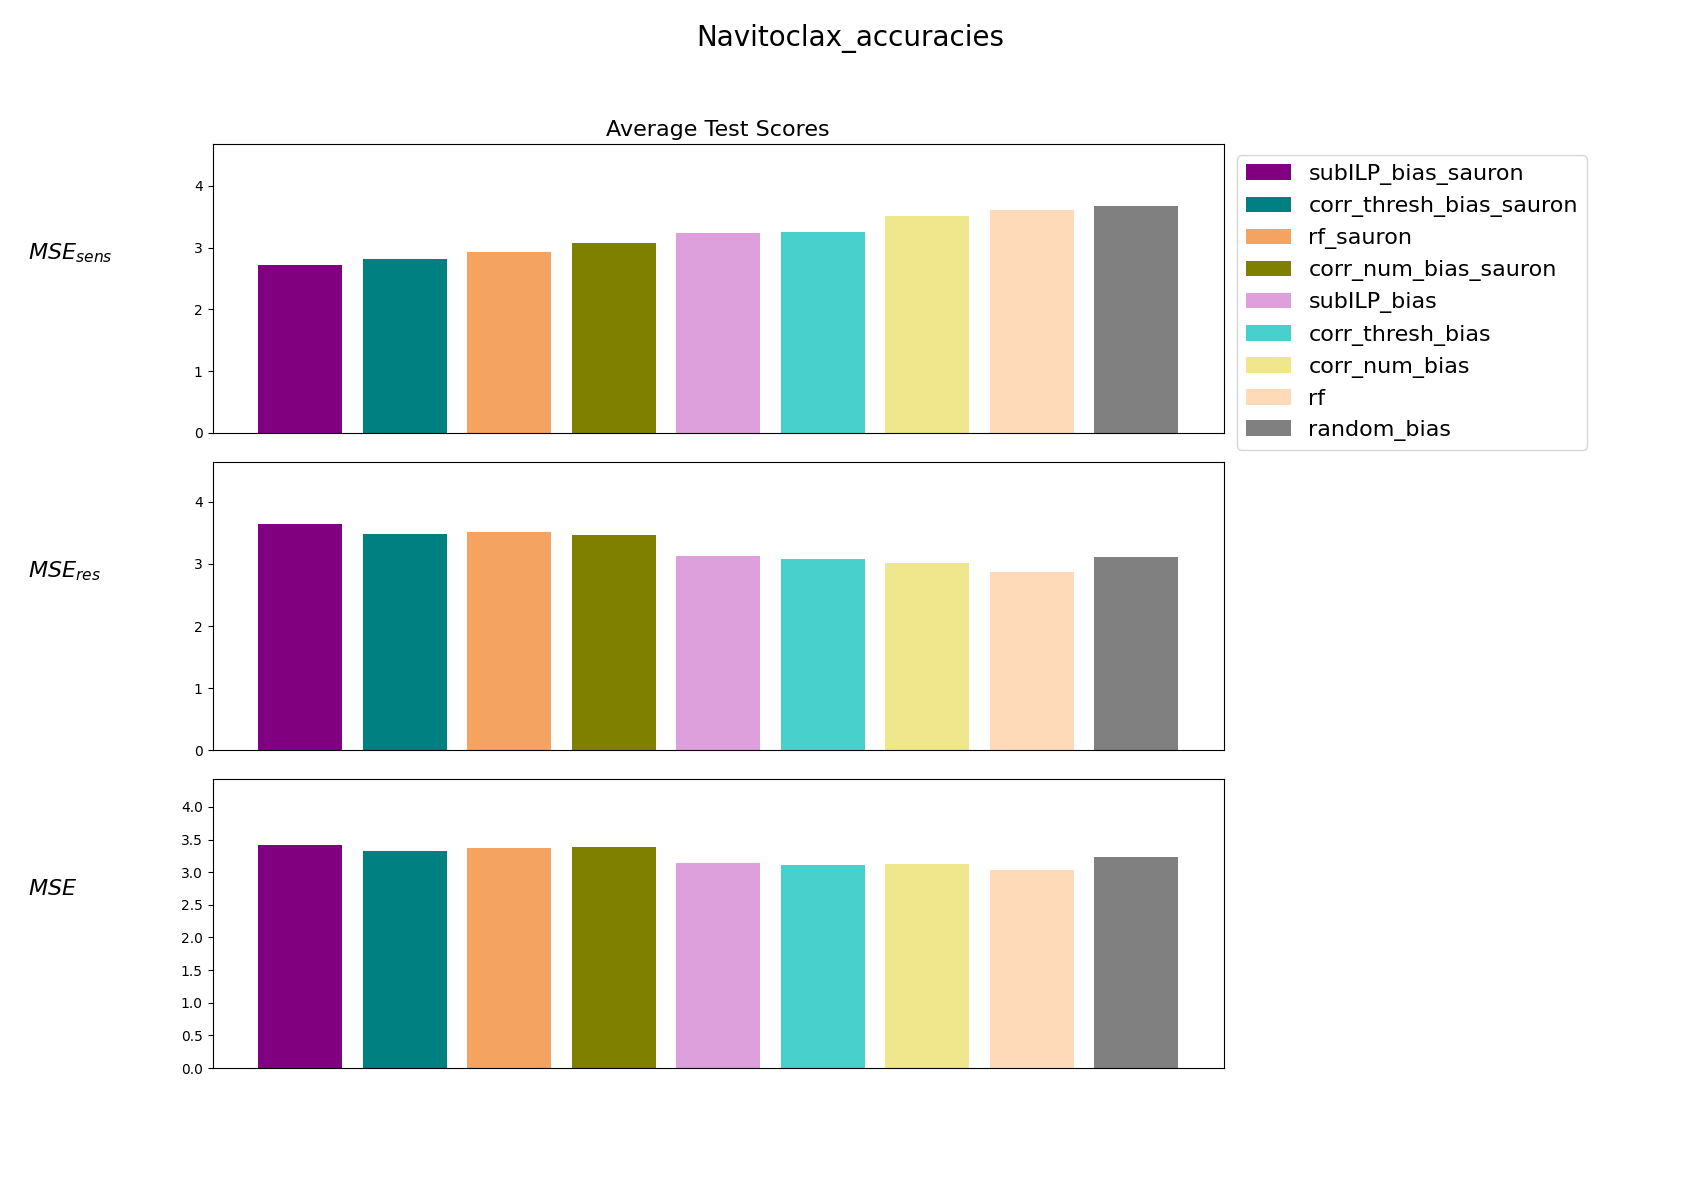 Navitoclax_accuracies
Average Test Scores
MSE_sens
4
3
2
1
0
subILP_bias_sauron
corr_thresh_bias_sauron
rf_sauron
corr_num_bias_sauron
subILP_bias
corr_thresh_bias
corr_num_bias
rf
random_bias
MSE_res
4
3
2
1
0
MSE
4.0
3.5
3.0
2.5
2.0
1.5
1.0
0.5
0.0